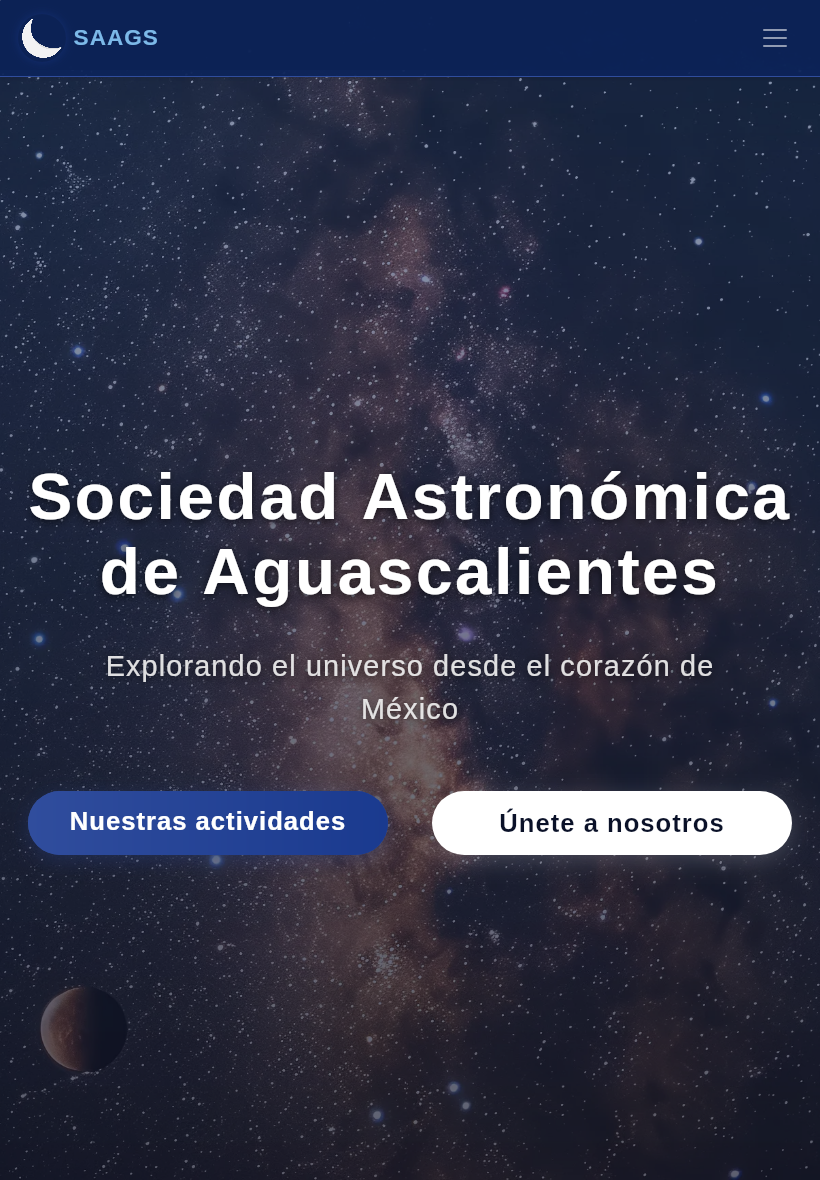 SAAGS
Sociedad Astronómica
de Aguascalientes
Explorando el universo desde el corazón de
México
Nuestras actividades
Únete a nosotros